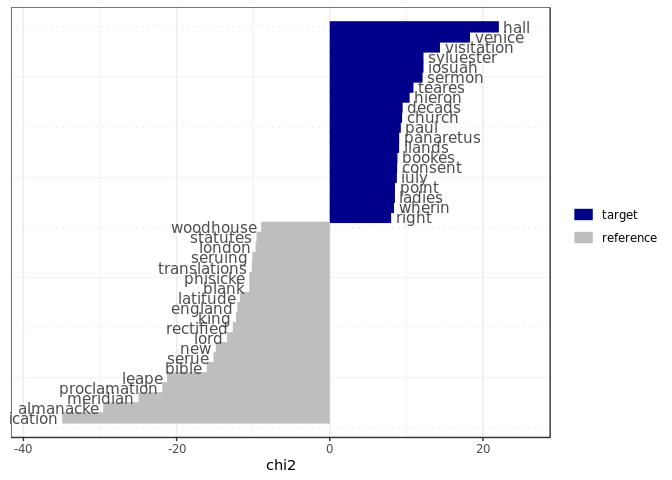 hall
venice
visitation
syluester
iosuah
sermon
teares
hieron
decads
church
paul
panaretus
ilands
bookes
consent
iuly
point
ladies
wherin
right
woodhouse
statutes
london
seruing
translations
phisicke
blank
latitude
england
king
rectified
lord
new
serue
bible
leape
proclamation
meridian
almanacke
ication
target
reference
-40 -20 0 20
chi2